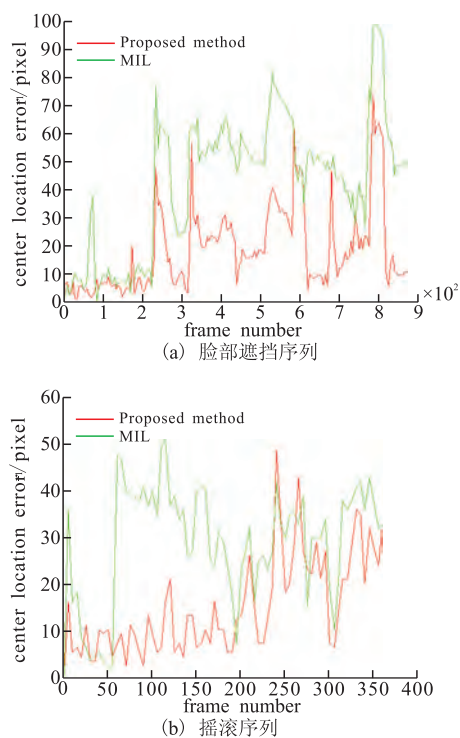 100
90
80
70
60
50
40
30
20
10
0
center location error/pixel
Proposed method
MIL
0 1 2 3 4 5 6 7 8 9
×10²
frame number
(a) 脸部遮挡序列
60
50
40
30
20
10
0
center location error/pixel
Proposed method
MIL
0 50 100 150 200 250 300 350 400
frame number
(b) 摇滚序列